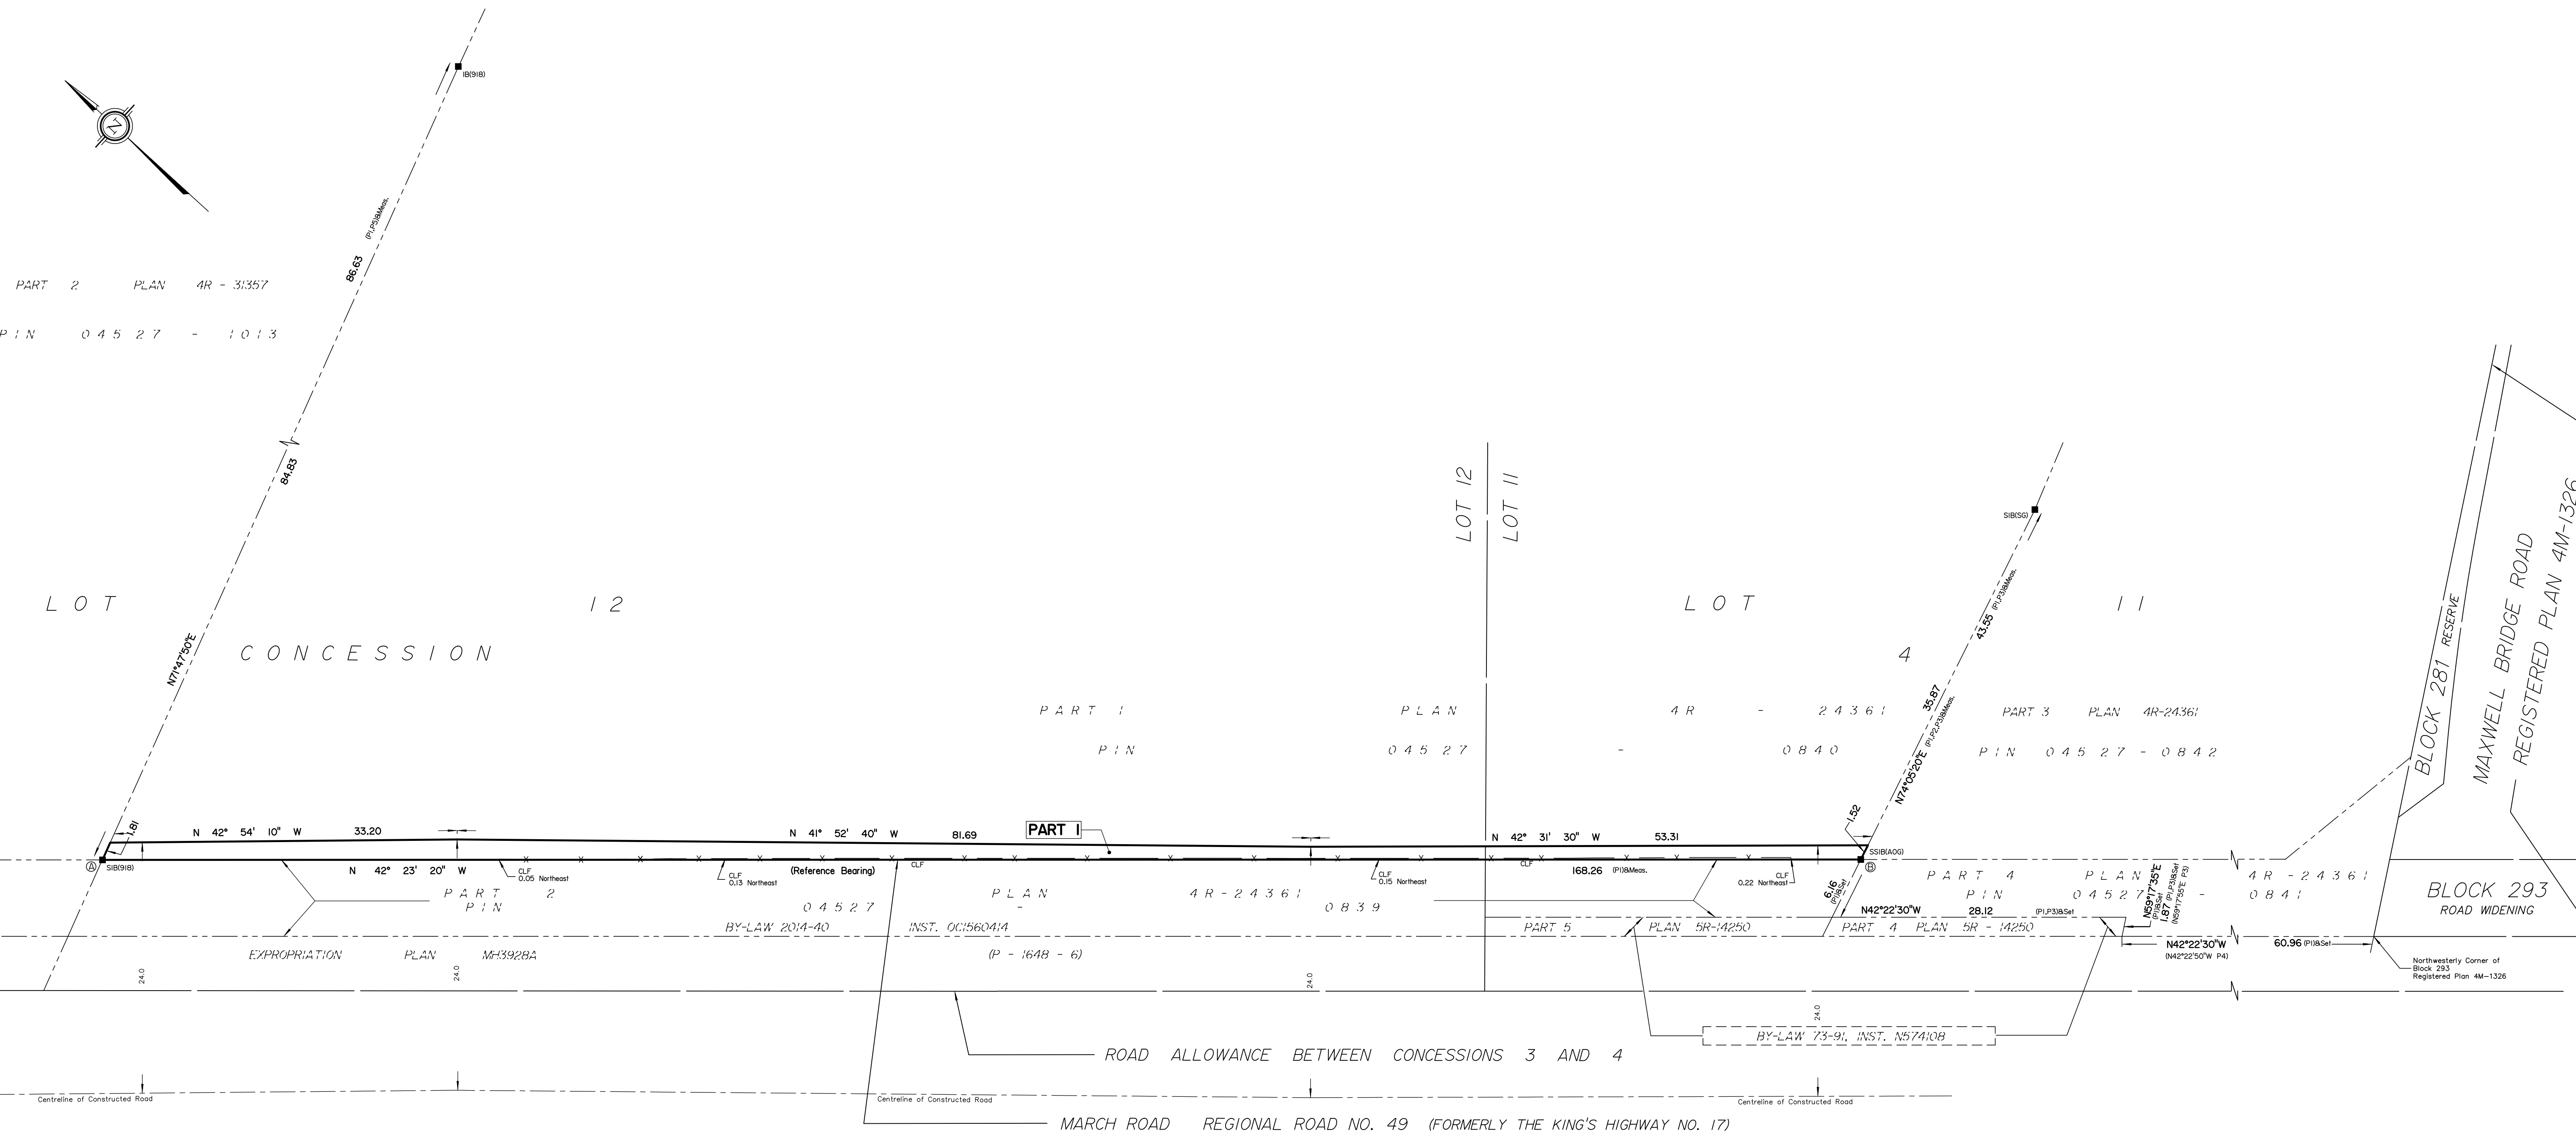 IB(918)
N
86.63 (P1,P5)&Meas.
PART 2 PLAN 4R - 31357
PIN 04527 - 1013
84.83
N71°47'50"E
LOT 12
CONCESSION 4
LOT 12
LOT 11
LOT 11
SIB(SG)
43.55 (P1,P3)&Meas.
35.87
N74°05'20"E (P1,P2,P3)&Meas.
PART 1 PLAN 4R - 24361
PIN 04527 - 0840
PART 3 PLAN 4R-24361
PIN 04527 - 0842
BLOCK 281 RESERVE
MAXWELL BRIDGE ROAD
REGISTERED PLAN 4M-1326
1.81
N 42° 54' 10" W 33.20
N 41° 52' 40" W 81.69
PART 1
N 42° 31' 30" W 53.31
1.52
A
SIB(918)
SSIB(AOG)
B
N 42° 23' 20" W
(Reference Bearing)
168.26 (P1)&Meas.
CLF
0.05 Northeast
CLF
0.13 Northeast
CLF
CLF
0.15 Northeast
CLF
CLF
0.22 Northeast
6.16
(P1)&Set
PART 2 PLAN 4R-24361
PIN 04527 - 0839
BY-LAW 2014-40 INST. OC1560414
PART 4 PLAN 4R-24361
PIN 04527 - 0841
N42°22'30"W 28.12 (P1,P3)&Set
N59°17'35"E
(P1)&Set
1.87 (P1,P3)&Set
(N59°17'55"E P3)
PART 5 PLAN 5R-14250
PART 4 PLAN 5R - 14250
BLOCK 293
ROAD WIDENING
N42°22'30"W 60.96 (P1)&Set
(N42°22'50"W P4)
Northwesterly Corner of
Block 293
Registered Plan 4M-1326
EXPROPRIATION PLAN MH3928A (P - 1648 - 6)
24.0
24.0
24.0
24.0
BY-LAW 73-91, INST. N574108
ROAD ALLOWANCE BETWEEN CONCESSIONS 3 AND 4
Centreline of Constructed Road
Centreline of Constructed Road
Centreline of Constructed Road
MARCH ROAD REGIONAL ROAD NO. 49 (FORMERLY THE KING'S HIGHWAY NO. 17)